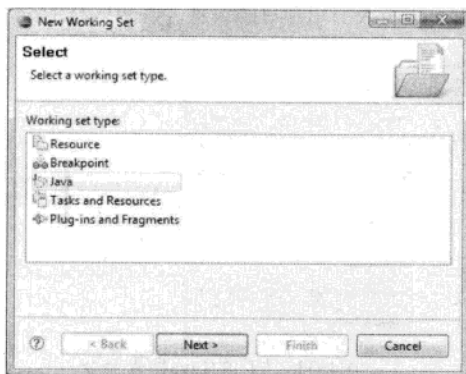 New Working Set
Select
Select a working set type.
Working set type:
Resource
Breakpoint
Java
Tasks and Resources
Plug-ins and Fragments
< Back Next > Finish Cancel